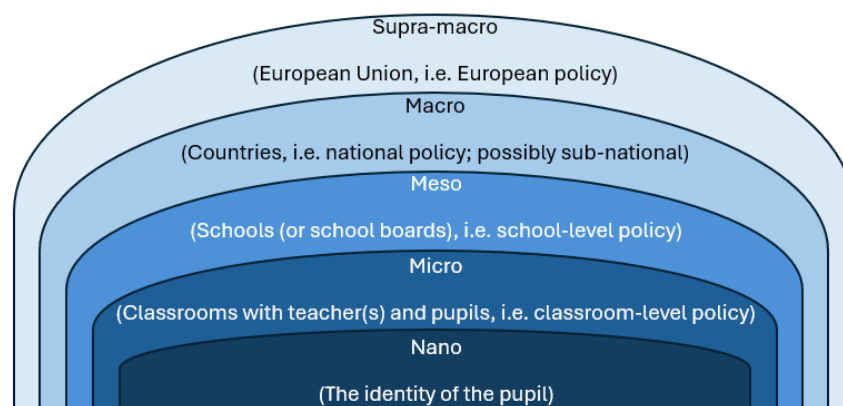 Supra-macro
(European Union, i.e. European policy)
Macro
(Countries, i.e. national policy; possibly sub-national)
Meso
(Schools (or school boards), i.e. school-level policy)
Micro
(Classrooms with teacher(s) and pupils, i.e. classroom-level policy)
Nano
(The identity of the pupil)